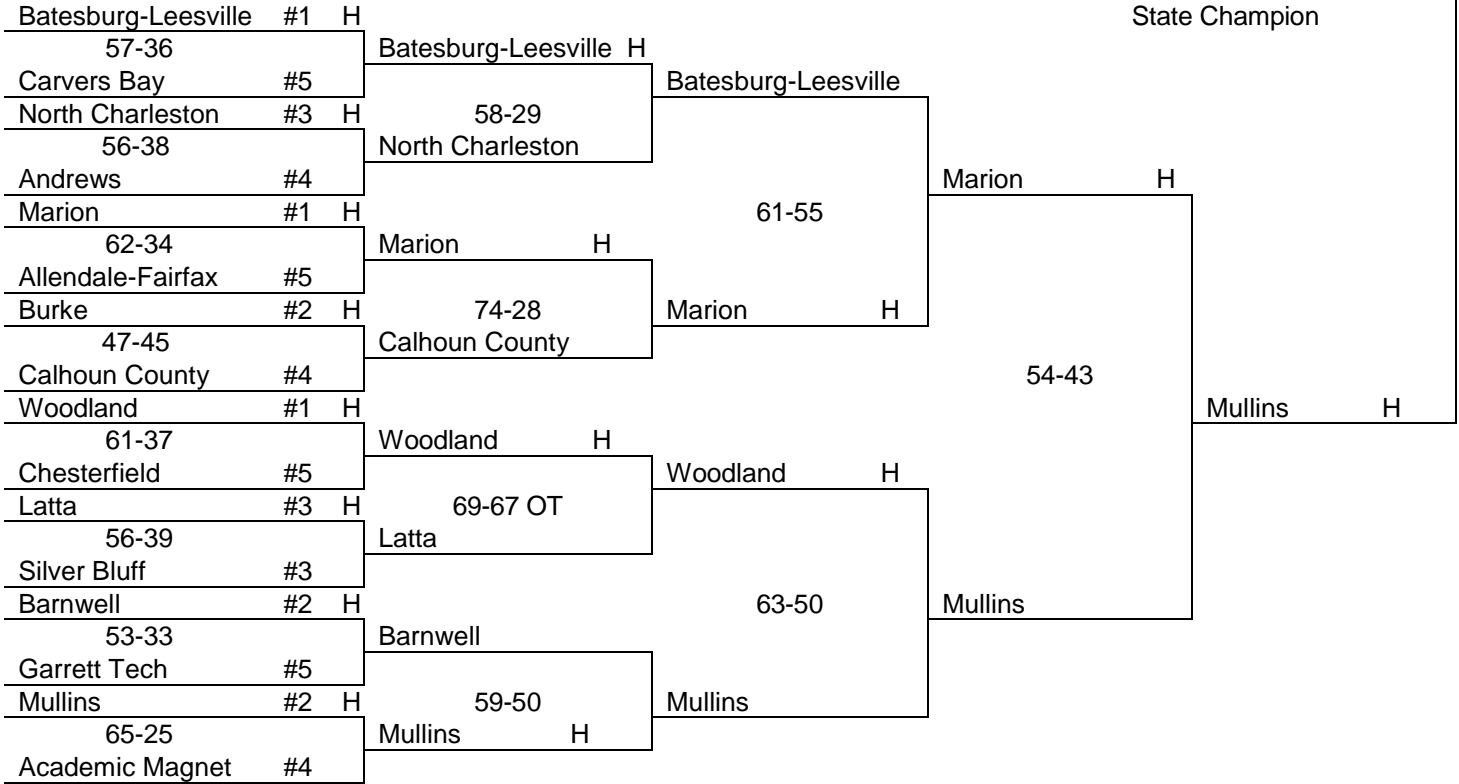 Batesburg-Leesville #1 H State Champion
57-36 Batesburg-Leesville H
Carvers Bay #5 Batesburg-Leesville
North Charleston #3 H 58-29
56-38 North Charleston
Andrews #4 Marion H
Marion #1 H 61-55
62-34 Marion H
Allendale-Fairfax #5
Burke #2 H 74-28 Marion H
47-45 Calhoun County
Calhoun County #4 54-43
Woodland #1 H Mullins H
61-37 Woodland H
Chesterfield #5 Woodland H
Latta #3 H 69-67 OT
56-39 Latta
Silver Bluff #3
Barnwell #2 H 63-50 Mullins
53-33 Barnwell
Garrett Tech #5
Mullins #2 H 59-50 Mullins
65-25 Mullins H
Academic Magnet #4